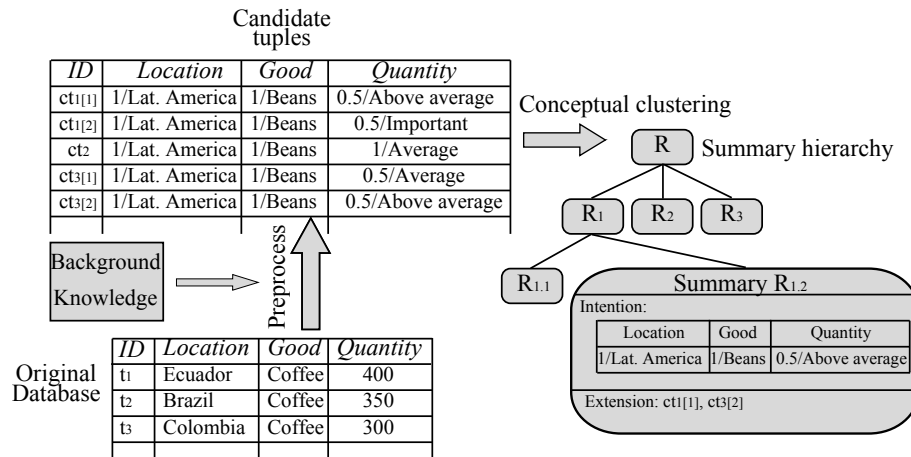 Candidate
tuples
ID Location Good Quantity
ct1[1] 1/Lat. America 1/Beans 0.5/Above average
ct1[2] 1/Lat. America 1/Beans 0.5/Important
ct2 1/Lat. America 1/Beans 1/Average
ct3[1] 1/Lat. America 1/Beans 0.5/Average
ct3[2] 1/Lat. America 1/Beans 0.5/Above average
Conceptual clustering
R
Summary hierarchy
R1 R2 R3
R1.1
Summary R1.2
Intention:
Location Good Quantity
1/Lat. America 1/Beans 0.5/Above average
Extension: ct1[1], ct3[2]
Background
Knowledge
Preprocess
Original
Database
ID Location Good Quantity
t1 Ecuador Coffee 400
t2 Brazil Coffee 350
t3 Colombia Coffee 300